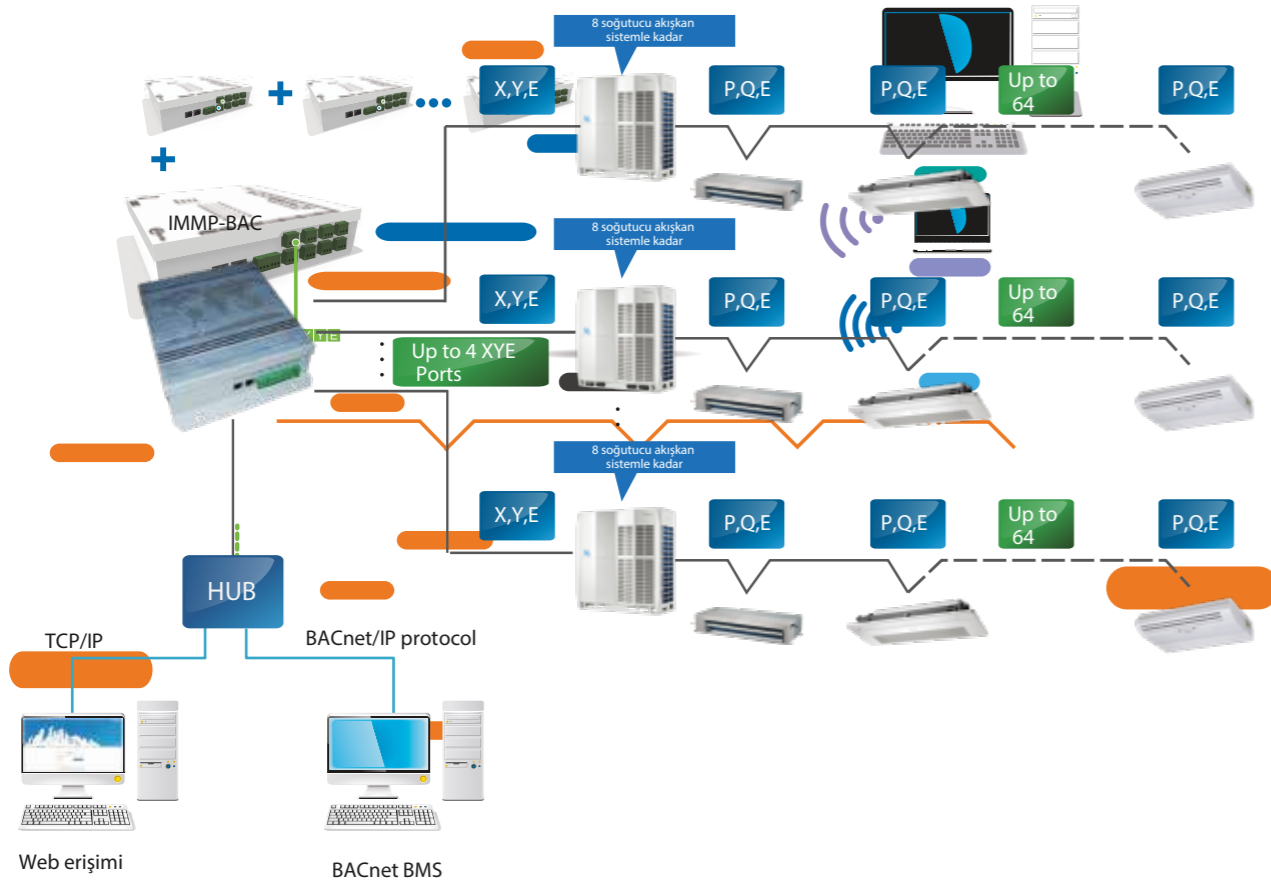 8 soğutucu akışkan
sistemle kadar
X,Y,E
P,Q,E
P,Q,E
Up to
64
P,Q,E
IMMP-BAC
8 soğutucu akışkan
sistemle kadar
X,Y,E
P,Q,E
P,Q,E
Up to
64
P,Q,E
Y E
Up to 4 XYE
Ports
8 soğutucu akışkan
sistemle kadar
X,Y,E
P,Q,E
P,Q,E
Up to
64
P,Q,E
HUB
TCP/IP
BACnet/IP protocol
Web erişimi
BACnet BMS